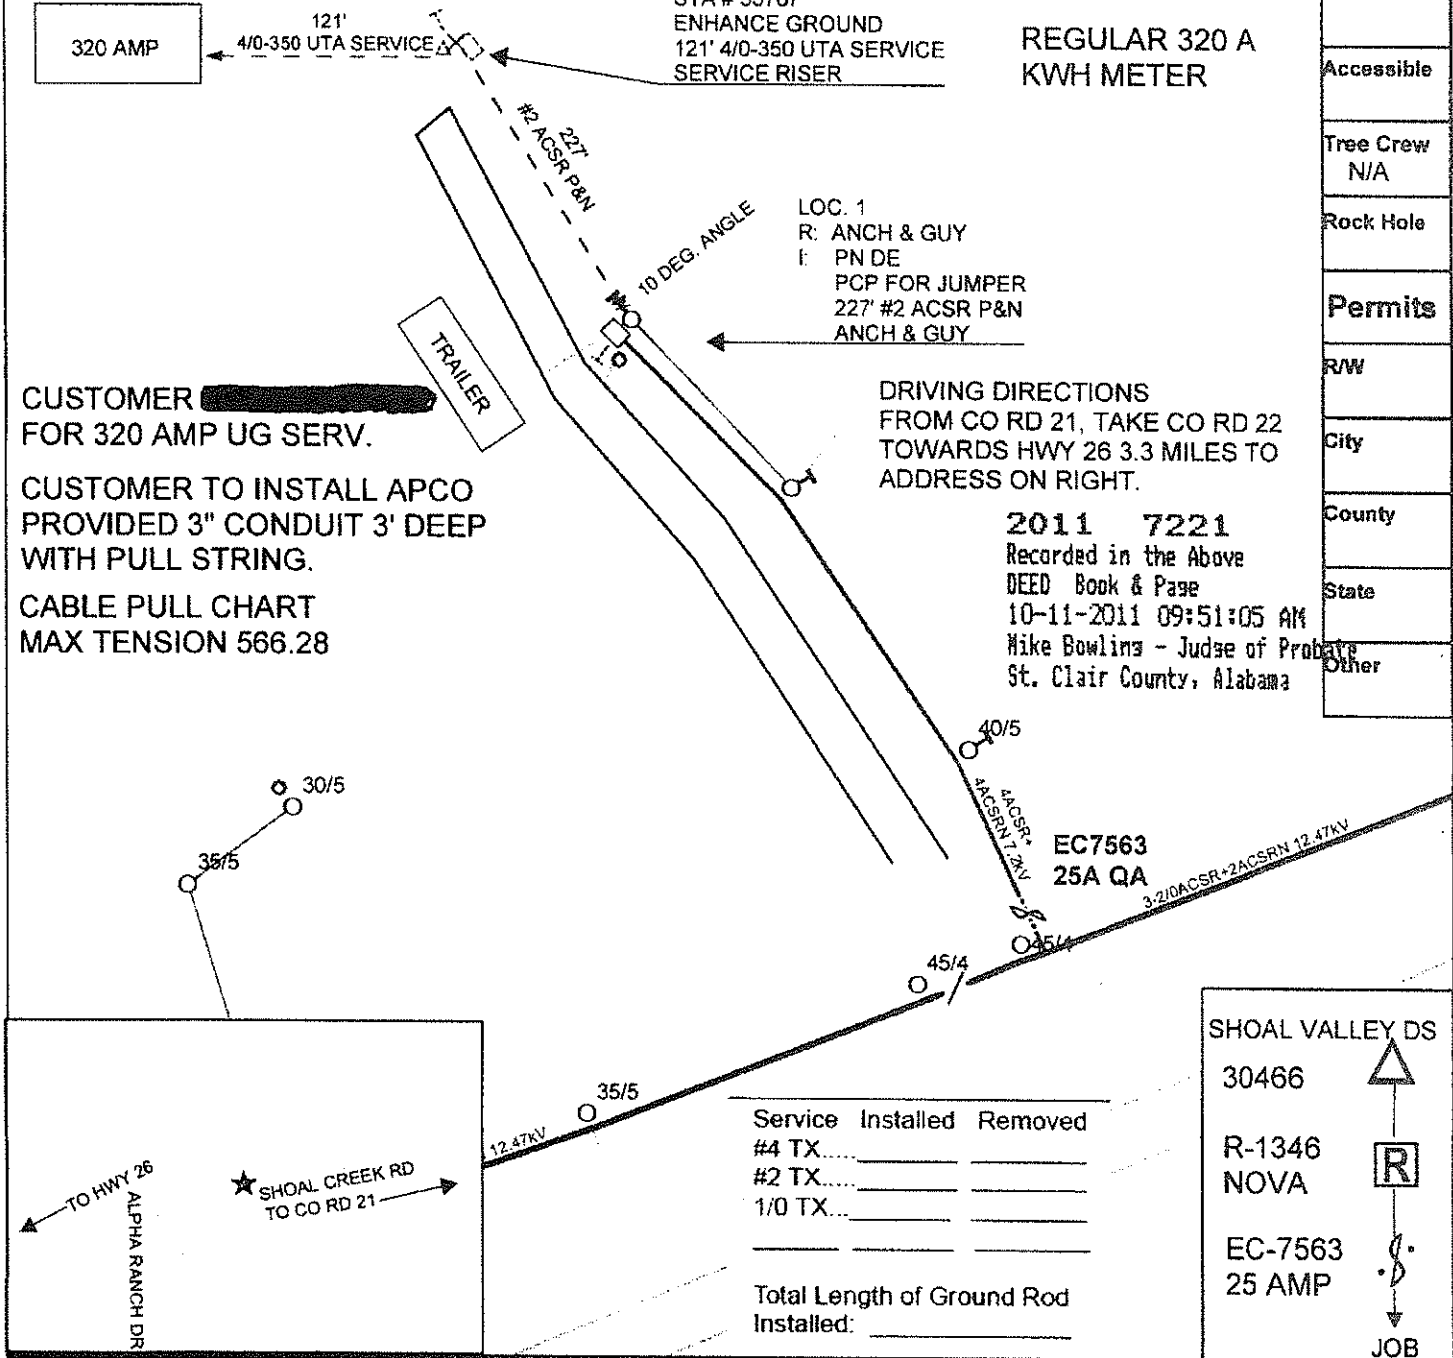 320 AMP
121'
4/0-350 UTA SERVICE
ENHANCE GROUND
121' 4/0-350 UTA SERVICE
SERVICE RISER
REGULAR 320 A
KWH METER
Accessible
Tree Crew
N/A
Rock Hole
Permits
R/W
City
County
State
Other
227'
#2 ACSR P&N
10 DEG. ANGLE
LOC. 1
R: ANCH & GUY
I: PN DE
PCP FOR JUMPER
227' #2 ACSR P&N
ANCH & GUY
TRAILER
CUSTOMER
FOR 320 AMP UG SERV.
CUSTOMER TO INSTALL APCO
PROVIDED 3" CONDUIT 3' DEEP
WITH PULL STRING.
CABLE PULL CHART
MAX TENSION 566.28
DRIVING DIRECTIONS
FROM CO RD 21, TAKE CO RD 22
TOWARDS HWY 26 3.3 MILES TO
ADDRESS ON RIGHT.
2011 7221
Recorded in the Above
DEED Book & Page
10-11-2011 09:51:05 AM
Mike Bowling - Judge of Probate
St. Clair County, Alabama
40/5
4ACSR+
4ACSRN 7.2KV
EC7563
25A QA
3-2/0ACSR+2ACSRN 12.47kV
30/5
35/5
45/4
45/4
35/5
12.47kV
TO HWY 26
ALPHA RANCH DR
SHOAL CREEK RD
TO CO RD 21
Service Installed Removed
#4 TX.....
#2 TX.....
1/0 TX....
Total Length of Ground Rod
Installed:
SHOAL VALLEY DS
30466
R-1346
NOVA
R
EC-7563
25 AMP
JOB